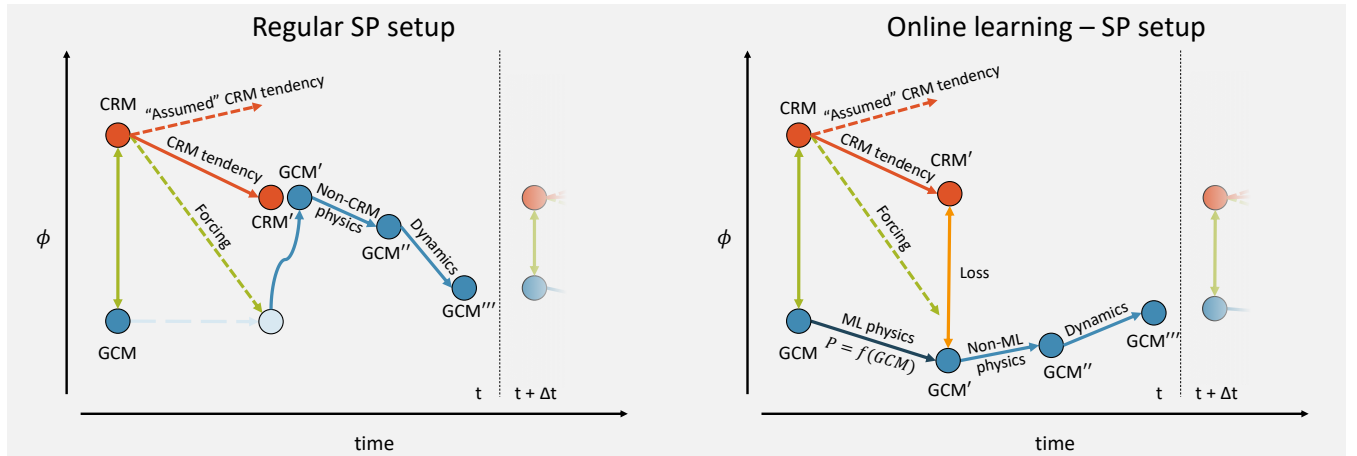 Regular SP setup
CRM
"Assumed" CRM tendency
CRM tendency
GCM′
CRM′
Non-CRM
physics
GCM′′
Forcing
Dynamics
GCM′′′
GCM
ϕ
t
t + Δt
time
Online learning – SP setup
CRM
"Assumed" CRM tendency
CRM tendency
CRM′
Forcing
Loss
GCM
ML physics
P = f(GCM)
GCM′
Non-ML
physics
GCM′′
Dynamics
GCM′′′
ϕ
t
t + Δt
time